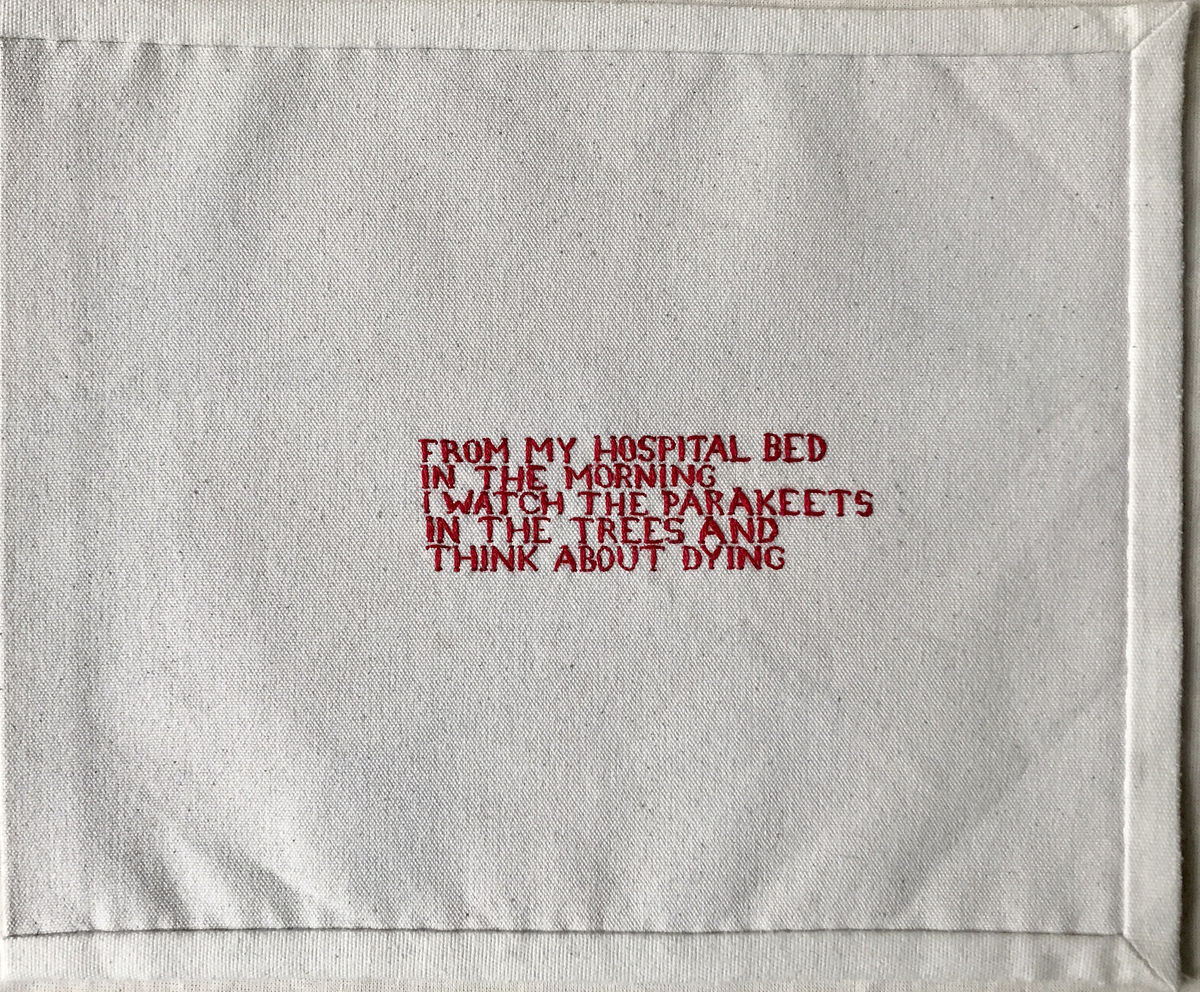 FROM MY HOSPITAL BED
IN THE MORNING
I WATCH THE PARAKEETS
IN THE TREES AND
THINK ABOUT DYING